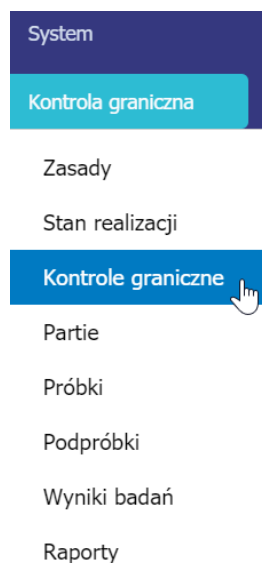 System
Kontrola graniczna
Zasady
Stan realizacji
Kontrole graniczne
Partie
Próbki
Podpróbki
Wyniki badań
Raporty